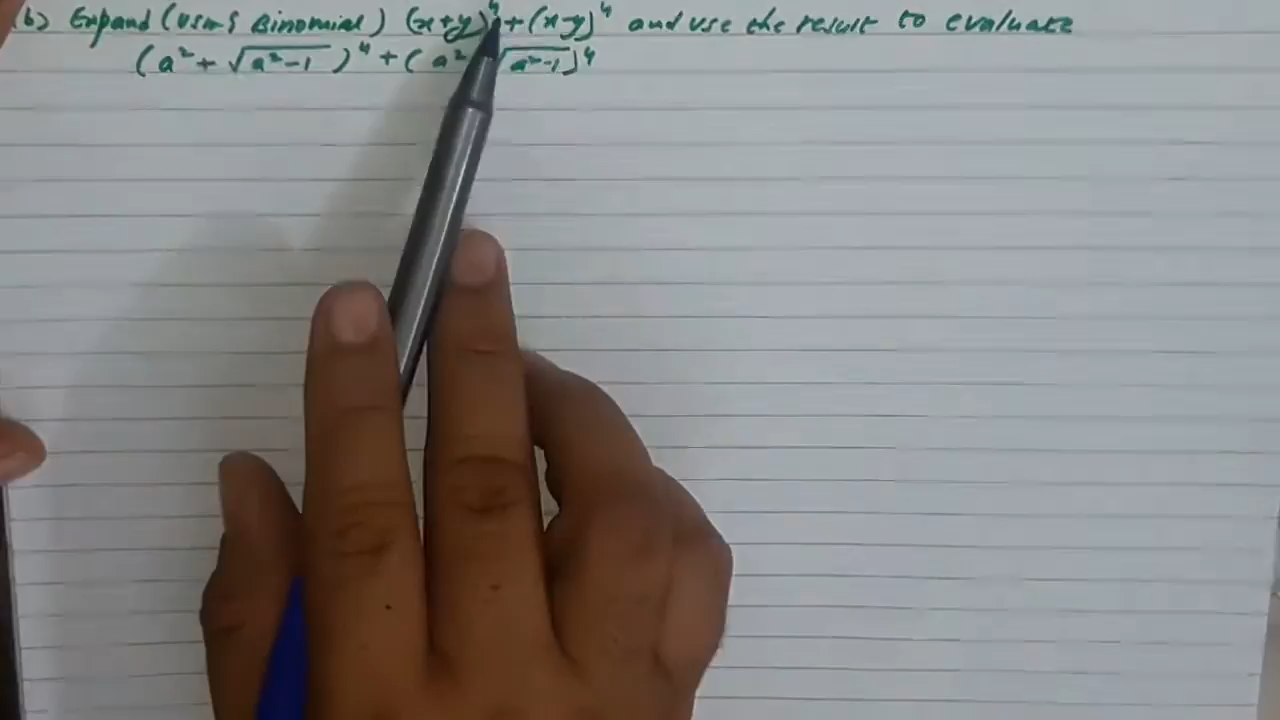 (b) Expand (using Binomial) (x+y)⁴+(x-y)⁴ and use the result to evaluate
(a²+√a²-1)⁴+(a² √a²-1)⁴